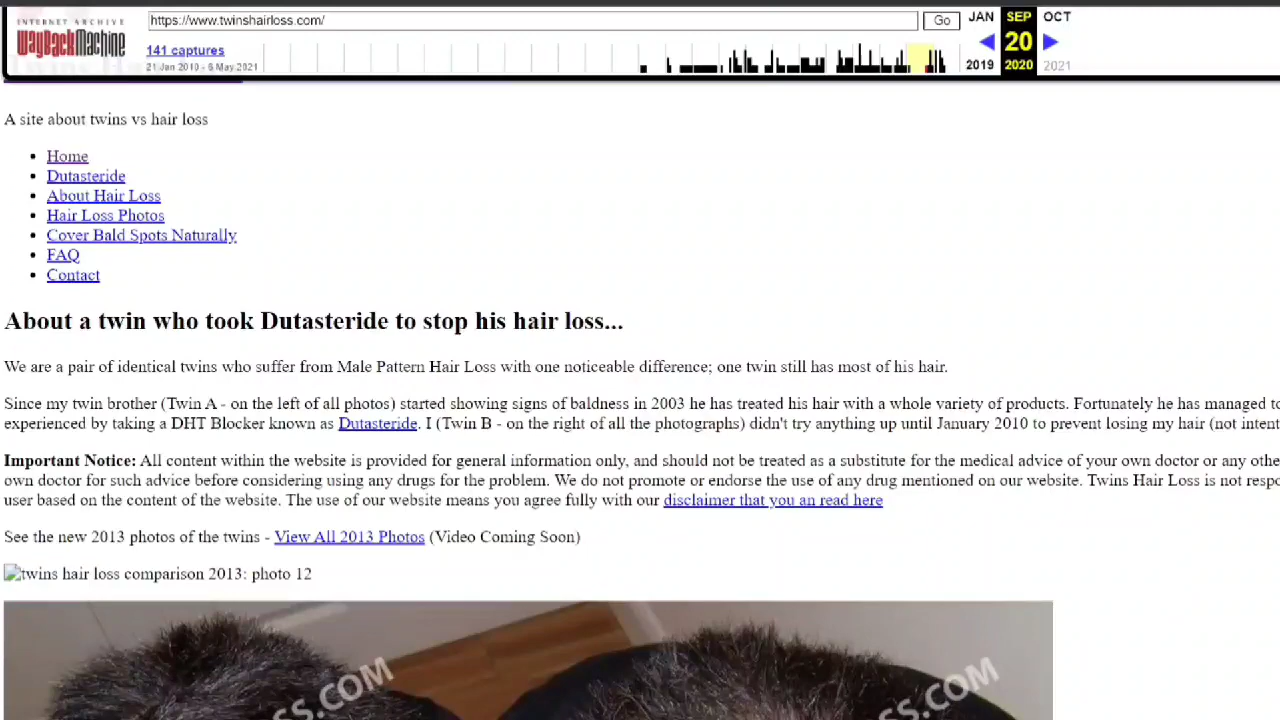 INTERNET ARCHIVE
WayBackMachine
https://www.twinshairloss.com/
Go
JAN SEP OCT
141 captures
20
21 Jan 2010 - 6 May 2021
2019 2020 2021
A site about twins vs hair loss
Home
Dutasteride
About Hair Loss
Hair Loss Photos
Cover Bald Spots Naturally
FAQ
Contact
About a twin who took Dutasteride to stop his hair loss...
We are a pair of identical twins who suffer from Male Pattern Hair Loss with one noticeable difference; one twin still has most of his hair.
Since my twin brother (Twin A - on the left of all photos) started showing signs of baldness in 2003 he has treated his hair with a whole variety of products. Fortunately he has managed to
experienced by taking a DHT Blocker known as Dutasteride. I (Twin B - on the right of all the photographs) didn't try anything up until January 2010 to prevent losing my hair (not intent
Important Notice: All content within the website is provided for general information only, and should not be treated as a substitute for the medical advice of your own doctor or any othe
own doctor for such advice before considering using any drugs for the problem. We do not promote or endorse the use of any drug mentioned on our website. Twins Hair Loss is not resp
user based on the content of the website. The use of our website means you agree fully with our disclaimer that you an read here
See the new 2013 photos of the twins - View All 2013 Photos (Video Coming Soon)
twins hair loss comparison 2013: photo 12
SS.COM SS.COM